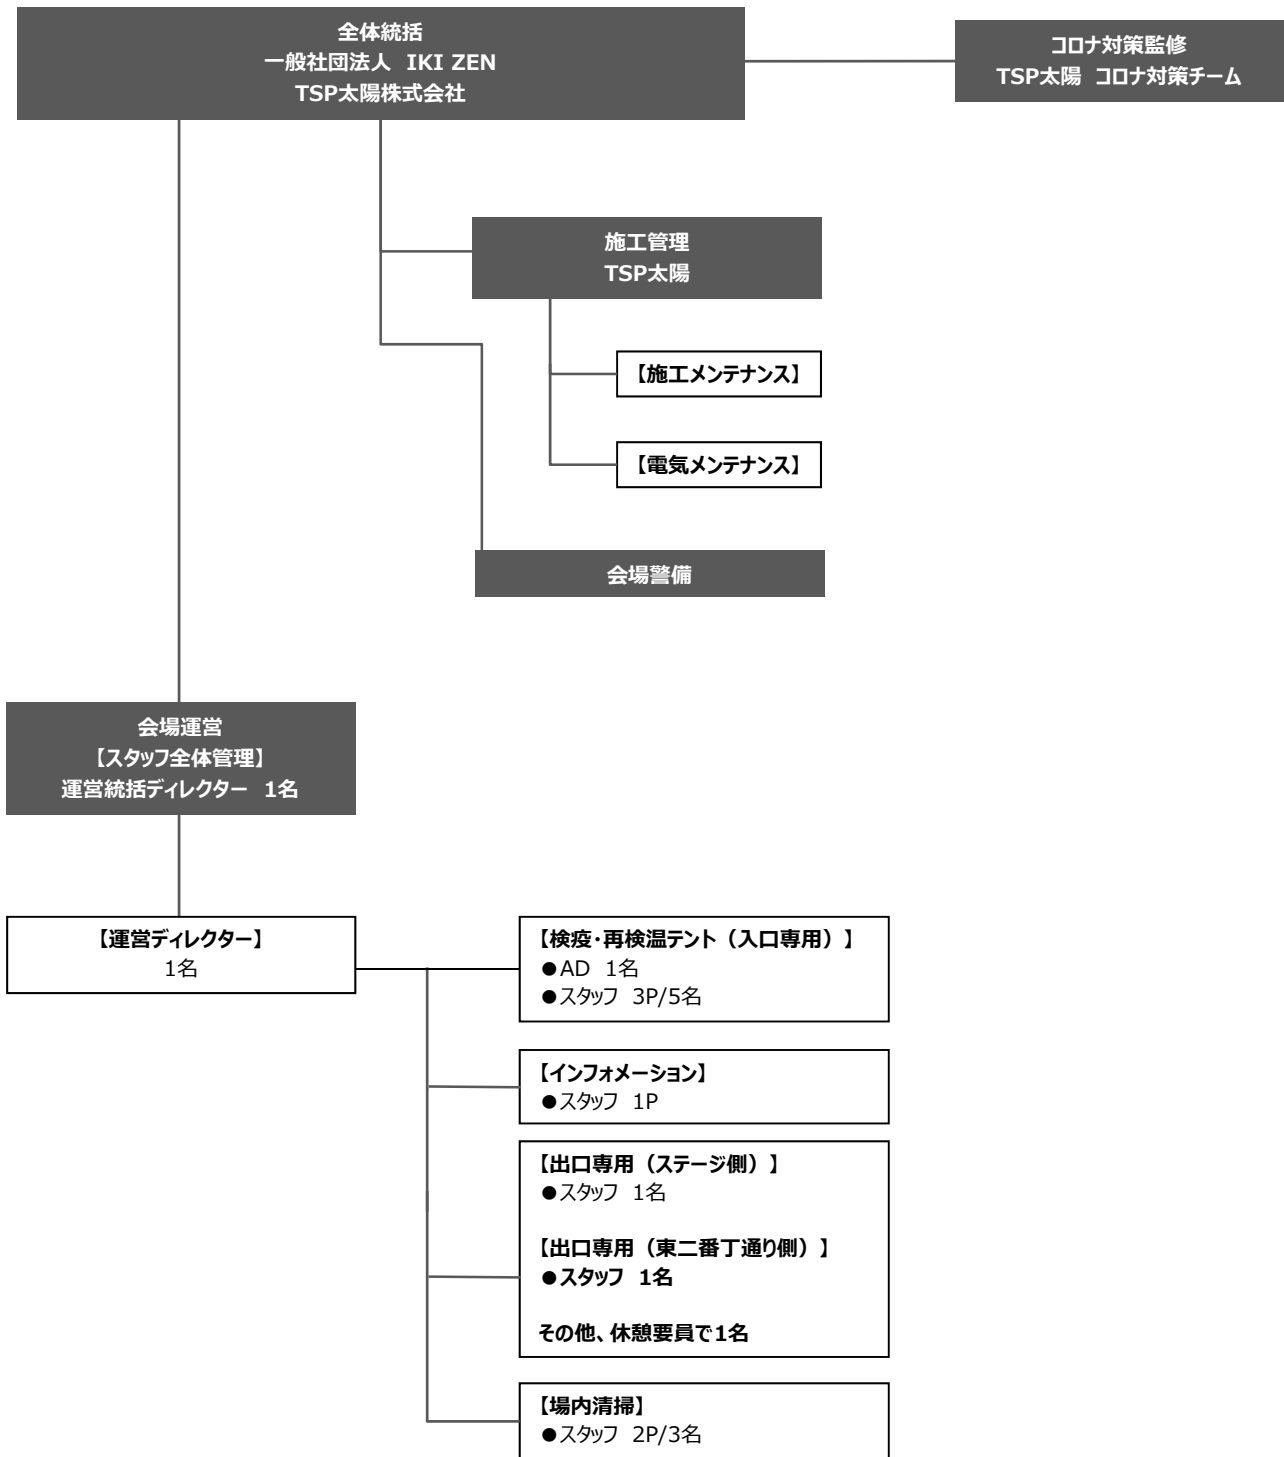 全体統括
一般社団法人 IKI ZEN
TSP太陽株式会社
コロナ対策監修
TSP太陽 コロナ対策チーム
施工管理
TSP太陽
【施工メンテナンス】
【電気メンテナンス】
会場警備
会場運営
【スタッフ全体管理】
運営統括ディレクター 1名
【運営ディレクター】
1名
【検疫・再検温テント（入口専用）】
●AD 1名
●スタッフ 3P/5名
【インフォメーション】
●スタッフ 1P
【出口専用（ステージ側）】
●スタッフ 1名
【出口専用（東二番丁通り側）】
●スタッフ 1名
その他、休憩要員で1名
【場内清掃】
●スタッフ 2P/3名